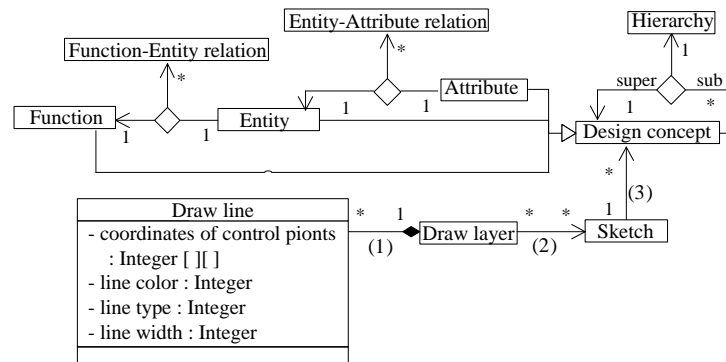 Entity-Attribute relation
Hierarchy
Function-Entity relation
*
1
*
super
sub
Attribute
1
1
1
*
Function
Entity
Design concept
1
1
*
(3)
1
Draw line
- coordinates of control pionts
: Integer [ ][ ]
- line color : Integer
- line type : Integer
- line width : Integer
*
1
(1)
Draw layer
*
*
(2)
Sketch